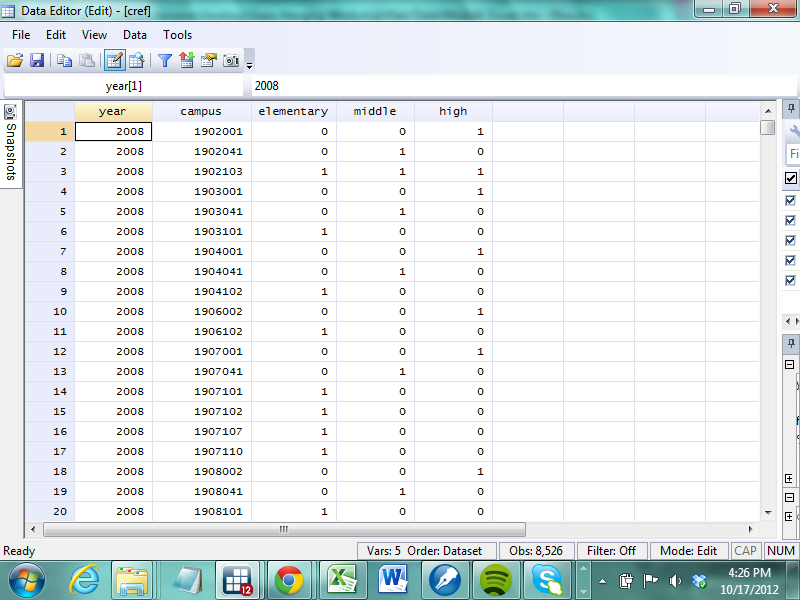 Data Editor (Edit) - [cref]
File Edit View Data Tools
year[1] 2008
Snapshots
year campus elementary middle high
1 2008 1902001 0 0 1
2 2008 1902041 0 1 0
3 2008 1902103 1 1 1
4 2008 1903001 0 0 1
5 2008 1903041 0 1 0
6 2008 1903101 1 0 0
7 2008 1904001 0 0 1
8 2008 1904041 0 1 0
9 2008 1904102 1 0 0
10 2008 1906002 0 0 1
11 2008 1906102 1 0 0
12 2008 1907001 0 0 1
13 2008 1907041 0 1 0
14 2008 1907101 1 0 0
15 2008 1907102 1 0 0
16 2008 1907107 1 0 0
17 2008 1907110 1 0 0
18 2008 1908002 0 0 1
19 2008 1908041 0 1 0
20 2008 1908101 1 0 0
Fi
Ready Vars: 5 Order: Dataset Obs: 8,526 Filter: Off Mode: Edit CAP NUM
12
4:26 PM
10/17/2012